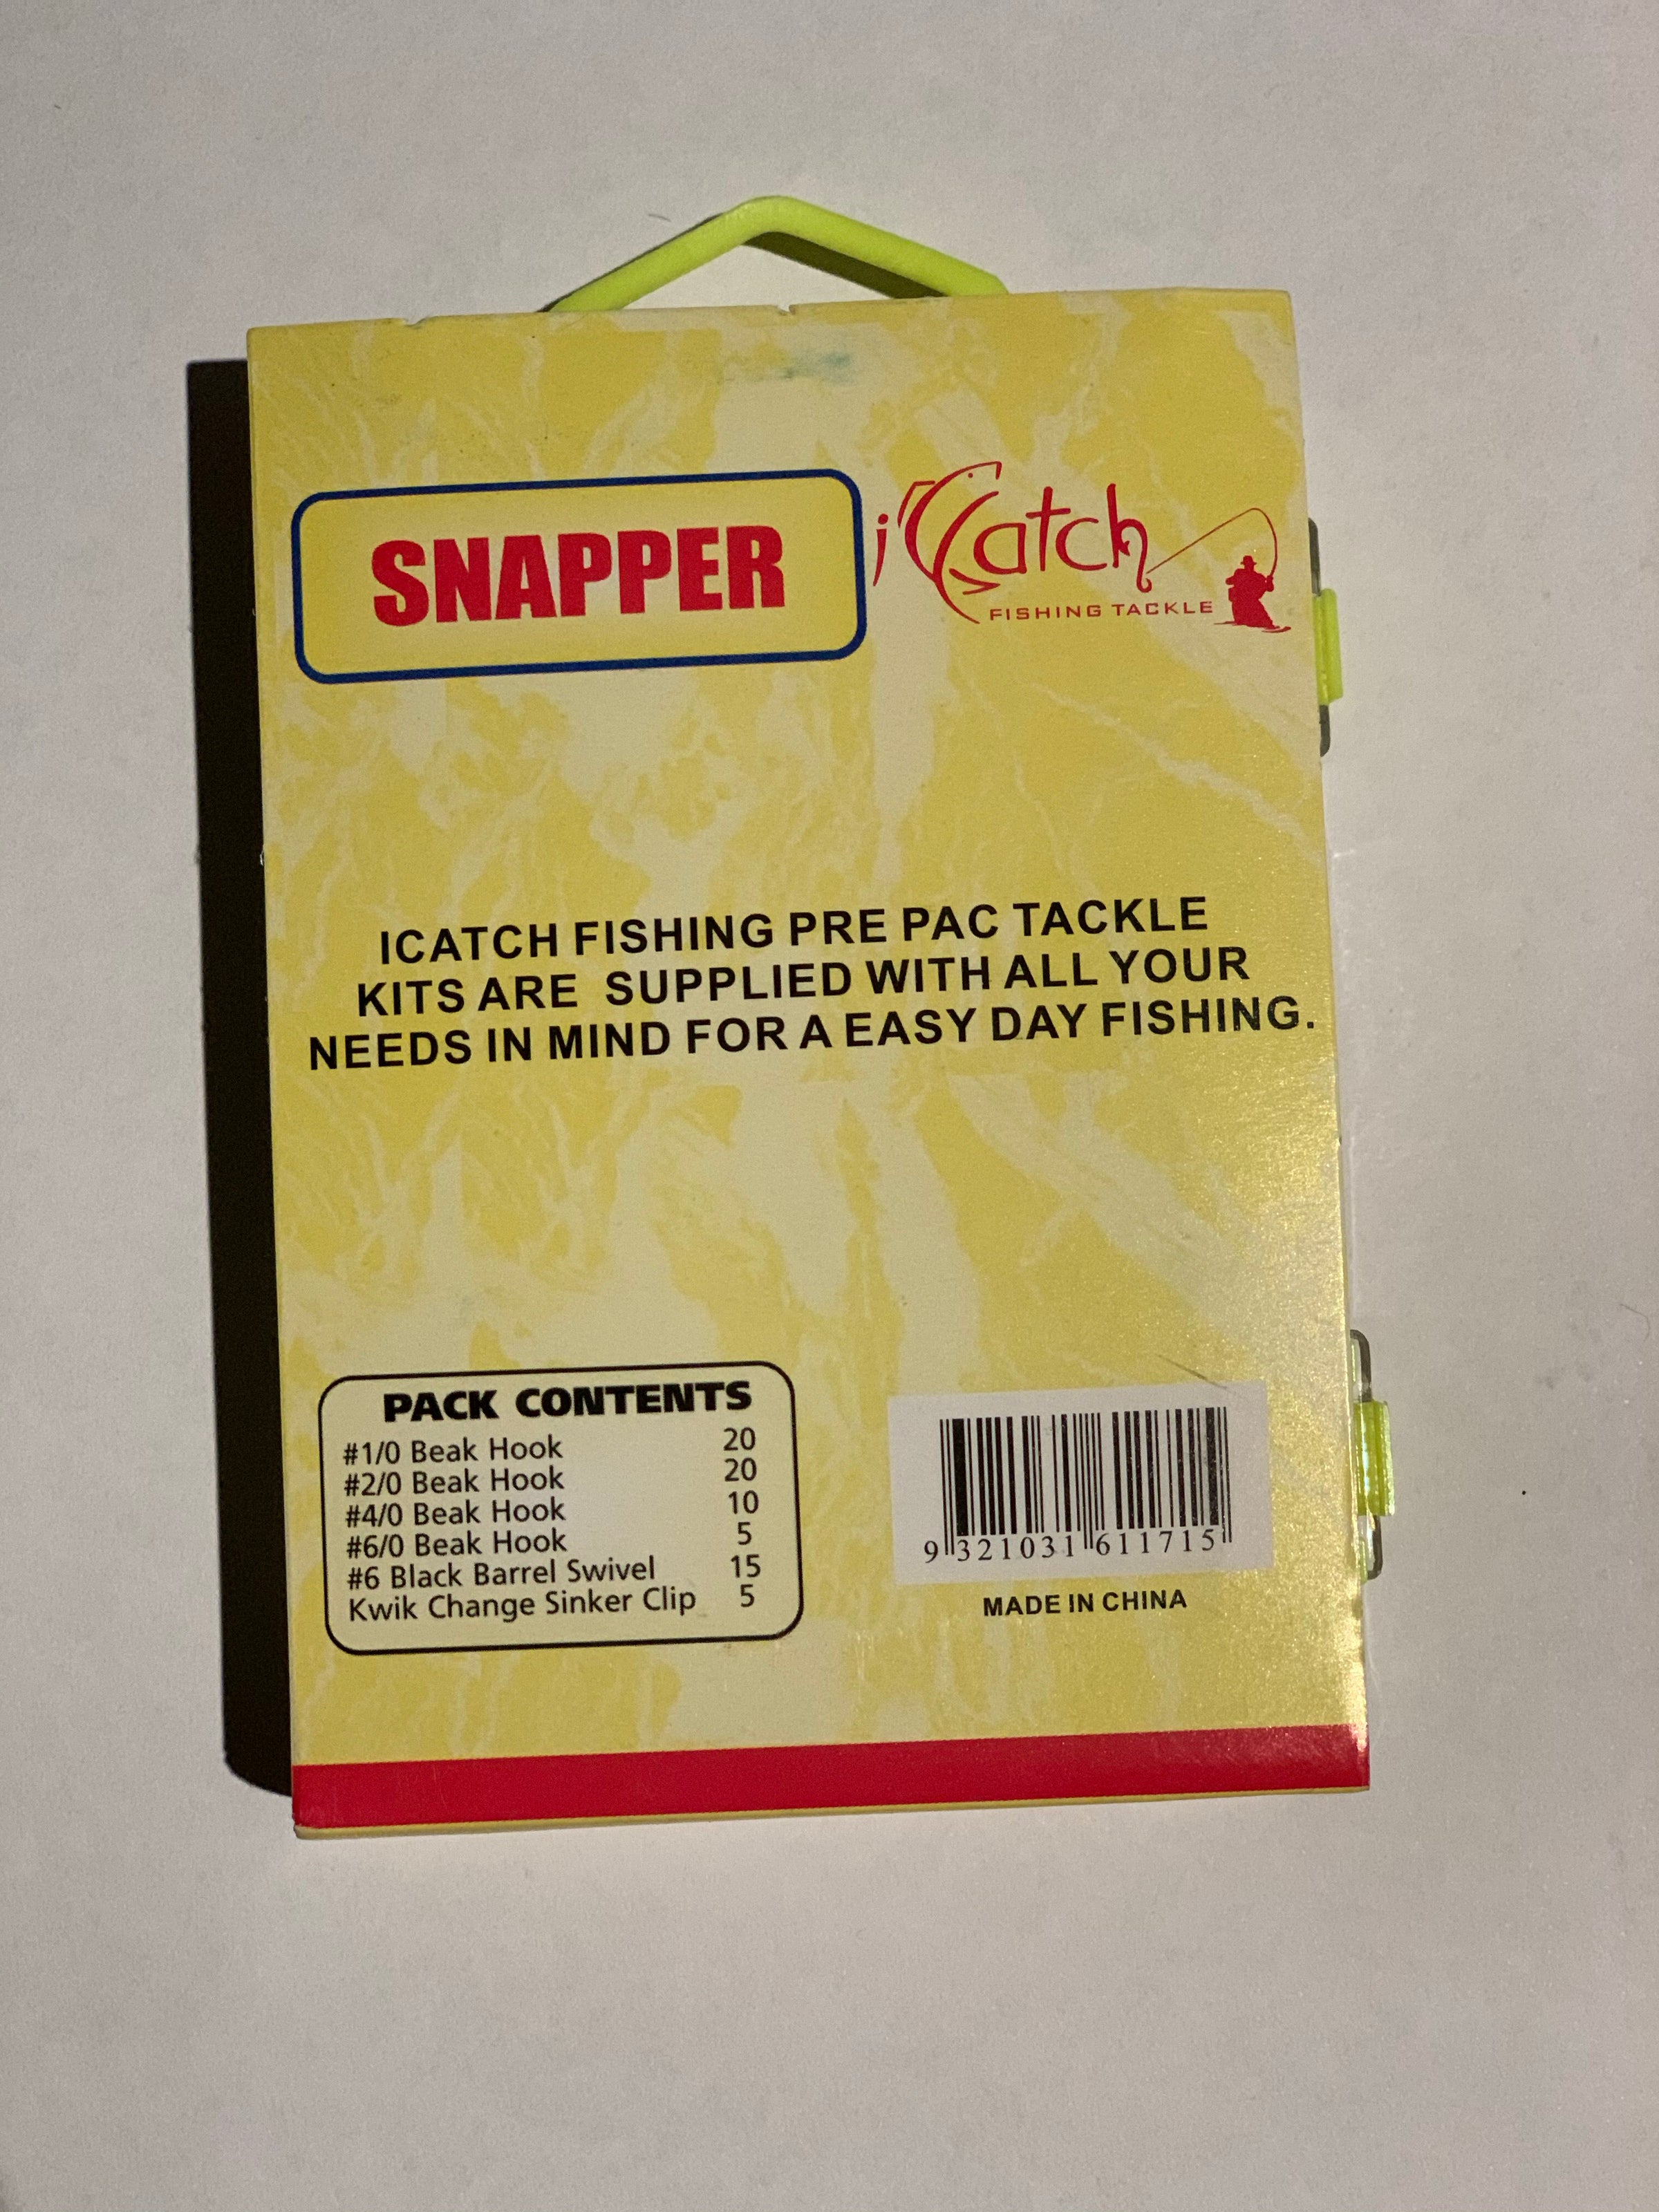 SNAPPER
iCatch
FISHING TACKLE
ICATCH FISHING PRE PAC TACKLE
KITS ARE SUPPLIED WITH ALL YOUR
NEEDS IN MIND FOR A EASY DAY FISHING.
PACK CONTENTS
#1/0 Beak Hook 20
#2/0 Beak Hook 20
#4/0 Beak Hook 10
#6/0 Beak Hook 5
#6 Black Barrel Swivel 15
Kwik Change Sinker Clip 5
9 321031 611715
MADE IN CHINA